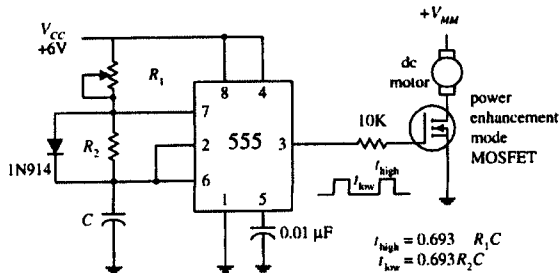 +V_MM
V_CC
+6V
dc
motor
R_1
8
4
7
power
enhancement
mode
MOSFET
10K
R_2
2
555
3
1N914
6
t_high
t_low
C
1
5
0.01 μF
t_high = 0.693 R_1C
t_low = 0.693R_2C